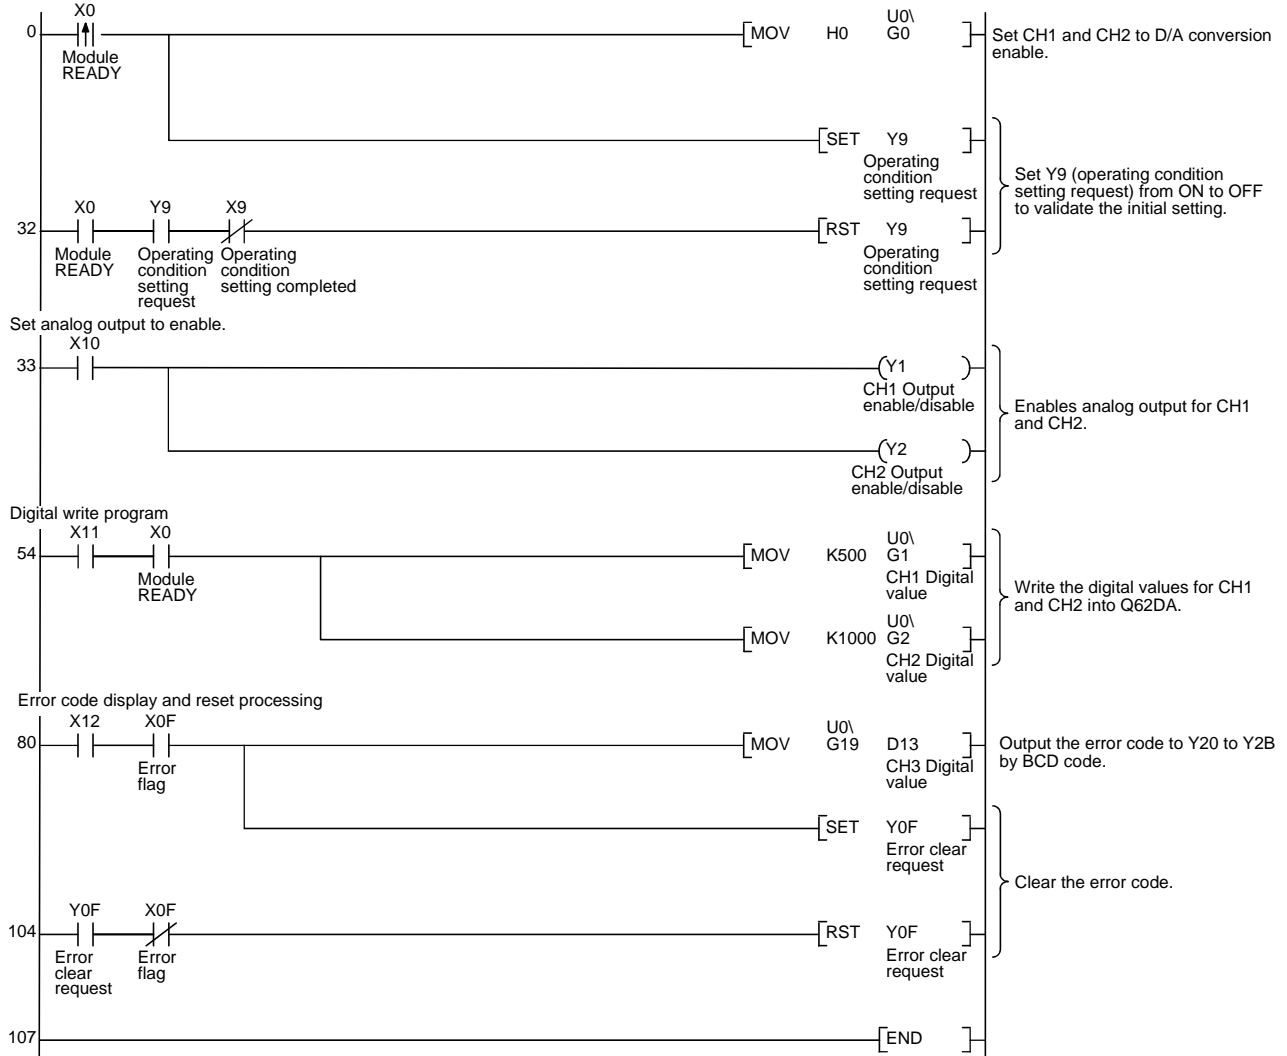 X0
U0\
0
MOV H0 G0
Set CH1 and CH2 to D/A conversion
enable.
Module
READY
SET Y9
Operating
condition
setting request
Set Y9 (operating condition
setting request) from ON to OFF
to validate the initial setting.
X0 Y9 X9
32
RST Y9
Module
READY
Operating
condition
setting
request
Operating
condition
setting completed
Operating
condition
setting request
Set analog output to enable.
X10
33
Y1
CH1 Output
enable/disable
Enables analog output for CH1
and CH2.
Y2
CH2 Output
enable/disable
Digital write program
X11 X0
U0\
54
MOV K500 G1
Module
READY
CH1 Digital
value
Write the digital values for CH1
and CH2 into Q62DA.
U0\
MOV K1000 G2
CH2 Digital
value
Error code display and reset processing
X12 X0F
U0\
80
MOV G19 D13
Error
flag
CH3 Digital
value
Output the error code to Y20 to Y2B
by BCD code.
SET Y0F
Error clear
request
Clear the error code.
Y0F X0F
104
RST Y0F
Error
clear
request
Error
flag
Error clear
request
107
END